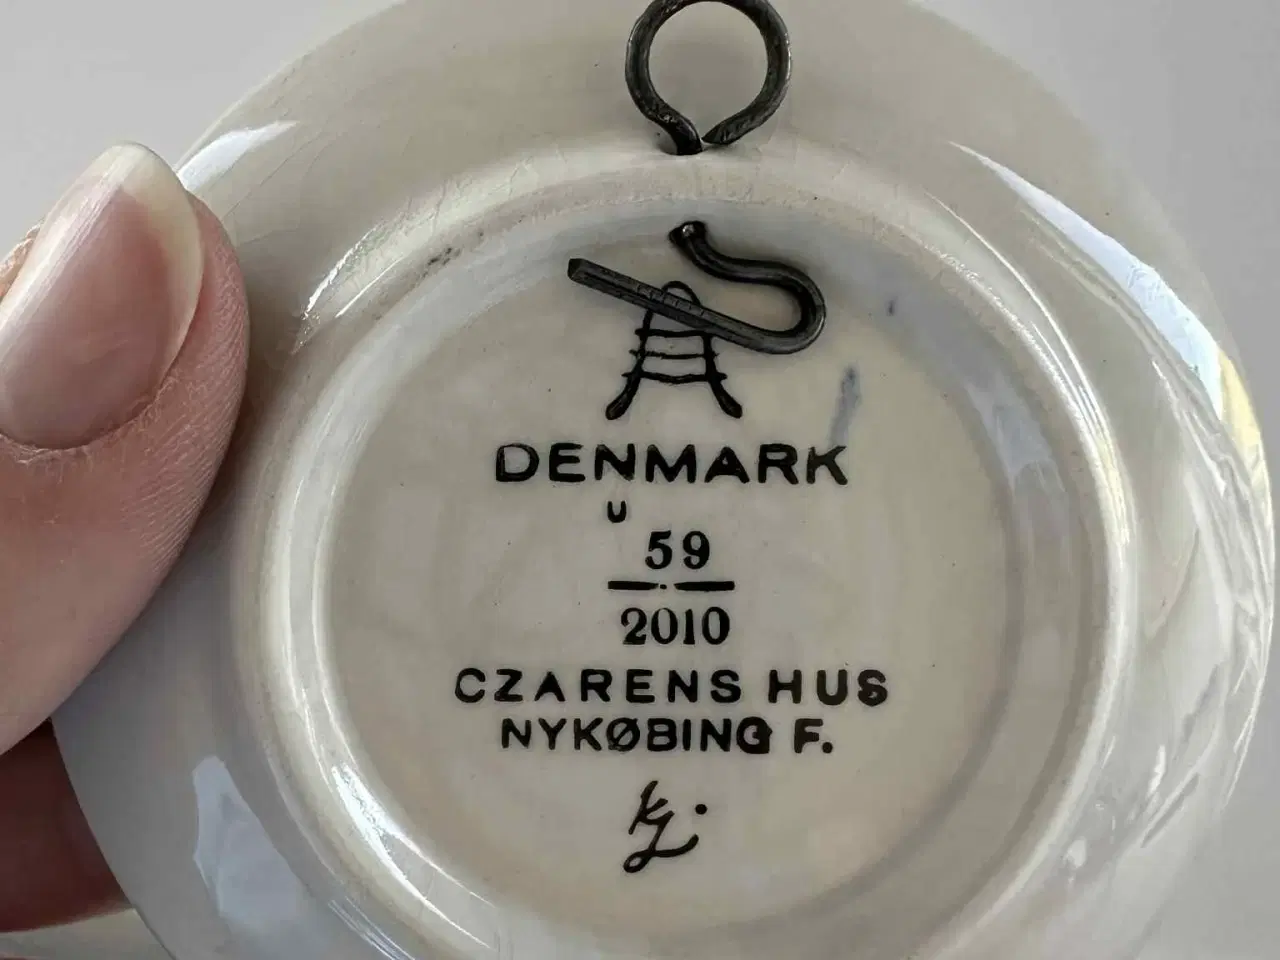 DENMARK
U
59
2010
CZARENS HUS
NYKØBING F.